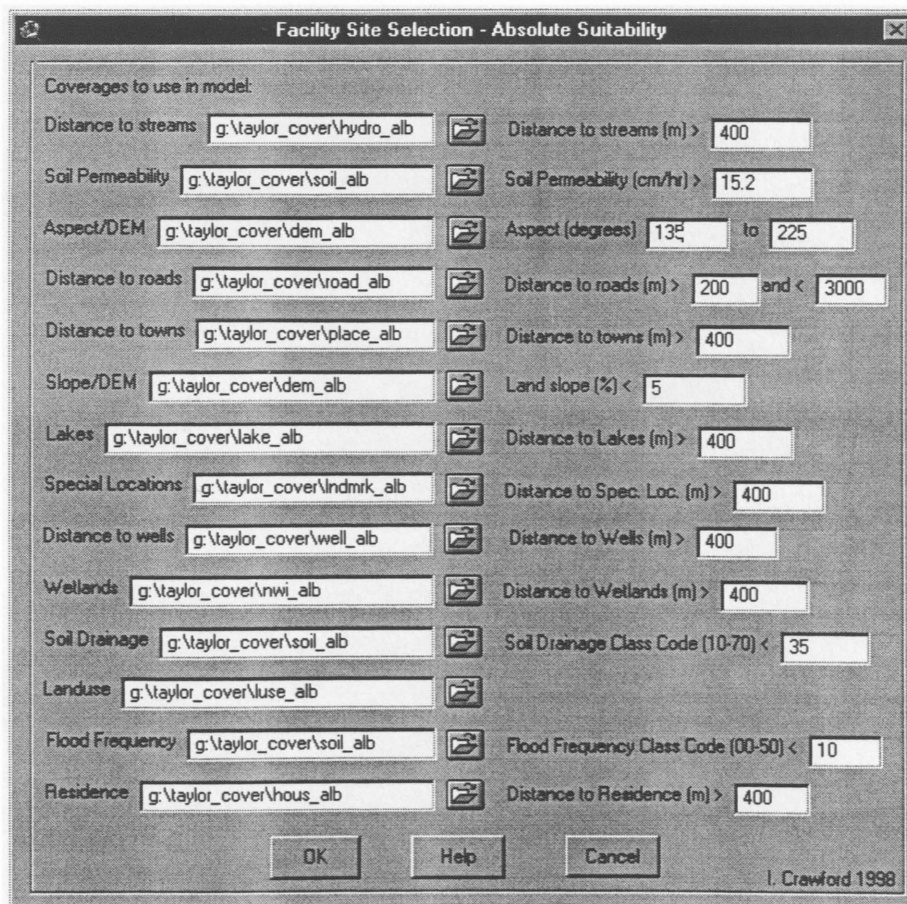 Facility Site Selection - Absolute Suitability
Coverages to use in model:
Distance to streams g:\taylor_cover\hydro_alb Distance to streams (m) > 400
Soil Permeability g:\taylor_cover\soil_alb Soil Permeability (cm/hr) > 15.2
Aspect/DEM g:\taylor_cover\dem_alb Aspect (degrees) 135 to 225
Distance to roads g:\taylor_cover\road_alb Distance to roads (m) > 200 and < 3000
Distance to towns g:\taylor_cover\place_alb Distance to towns (m) > 400
Slope/DEM g:\taylor_cover\dem_alb Land slope (%) < 5
Lakes g:\taylor_cover\lake_alb Distance to Lakes (m) > 400
Special Locations g:\taylor_cover\lndmrk_alb Distance to Spec. Loc. (m) > 400
Distance to wells g:\taylor_cover\well_alb Distance to Wells (m) > 400
Wetlands g:\taylor_cover\nwi_alb Distance to Wetlands (m) > 400
Soil Drainage g:\taylor_cover\soil_alb Soil Drainage Class Code (10-70) < 35
Landuse g:\taylor_cover\luse_alb
Flood Frequency g:\taylor_cover\soil_alb Flood Frequency Class Code (00-50) < 10
Residence g:\taylor_cover\hous_alb Distance to Residence (m) > 400
OK Help Cancel
I. Crawford 1998